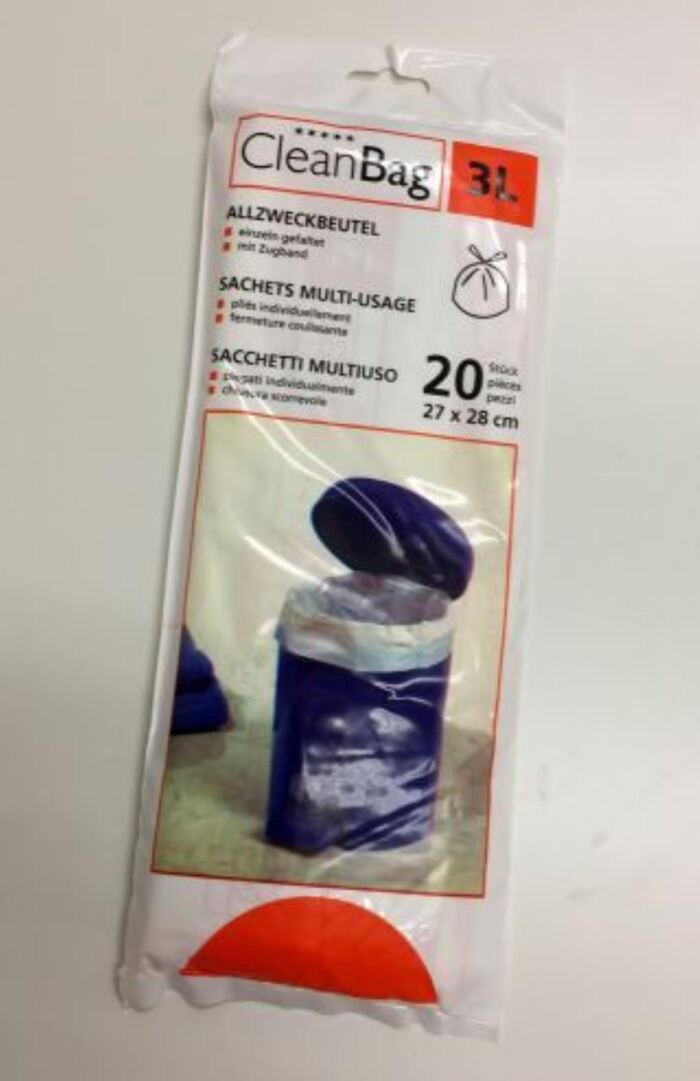 CleanBag
3L
ALLZWECKBEUTEL
einzeln gefaltet
mit Zugband
SACHETS MULTI-USAGE
pliés individuellement
fermeture coulissante
SACCHETTI MULTIUSO
piegati individualmente
chiusura scorrevole
20 Stück
pièces
pezzi
27 x 28 cm